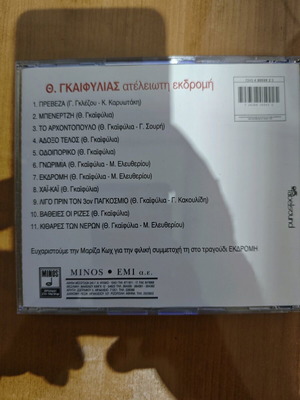 Θ. ΓΚΑΙΦΥΛΙΑΣ ατέλειωτη εκδρομή
1. ΠΡΕΒΕΖΑ (Γ. Γκλέζου - Κ. Καρυωτάκη)
2. ΜΠΕΝΕΡΤΖΗ (Θ. Γκαϊφύλια)
3. ΤΟ ΑΡΧΟΝΤΟΠΟΥΛΟ (Θ. Γκαϊφύλια - Γ. Σουρή)
4. ΑΔΟΞΟ ΤΕΛΟΣ (Θ. Γκαϊφύλια)
5. ΟΔΟΙΠΟΡΙΚΟ (Θ. Γκαϊφύλια)
6. ΓΝΩΡΙΜΙΑ (Θ. Γκαϊφύλια - Μ. Ελευθερίου)
7. ΕΚΔΡΟΜΗ (Θ. Γκαϊφύλια - Μ. Ελευθερίου)
8. ΧΑΪ-ΚΑΪ (Θ. Γκαϊφύλια)
9. ΛΙΓΟ ΠΡΙΝ ΤΟΝ 3ον ΠΑΓΚΟΣΜΙΟ (Θ. Γκαϊφύλια - Γ. Κακουλίδη)
10. ΒΑΘΕΙΕΣ ΟΙ ΡΙΖΕΣ (Θ. Γκαϊφύλια)
11. ΚΙΘΑΡΕΣ ΤΩΝ ΝΕΡΩΝ (Θ. Γκαϊφύλια - Μ. Ελευθερίου)
Ευχαριστούμε την Μαρίζα Κωχ για την φιλική συμμετοχή τη στο τραγούδι ΕΚΔΡΟΜΗ
MINOS
MINOS • EMI α.ε.